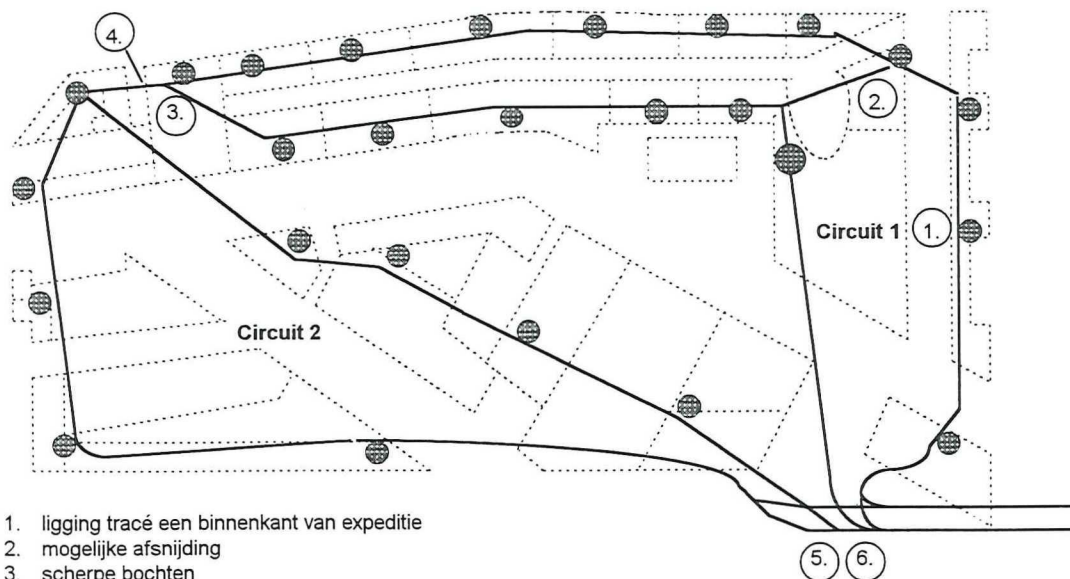 4.
3.
2.
Circuit 1
1.
Circuit 2
1. ligging tracé een binnenkant van expeditie
2. mogelijke afsnijding
3. scherpe bochten
5.
6.